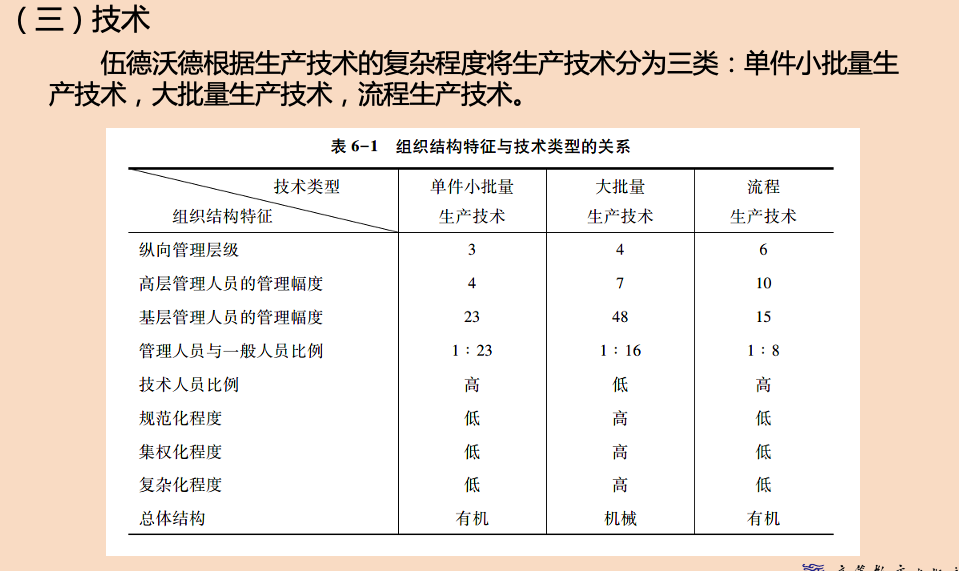 （三）技术
伍德沃德根据生产技术的复杂程度将生产技术分为三类：单件小批量生
产技术，大批量生产技术，流程生产技术。
表 6-1 组织结构特征与技术类型的关系
技术类型 单件小批量 大批量 流程
组织结构特征 生产技术 生产技术 生产技术
纵向管理层级 3 4 6
高层管理人员的管理幅度 4 7 10
基层管理人员的管理幅度 23 48 15
管理人员与一般人员比例 1：23 1：16 1：8
技术人员比例 高 低 高
规范化程度 低 高 低
集权化程度 低 高 低
复杂化程度 低 高 低
总体结构 有机 机械 有机